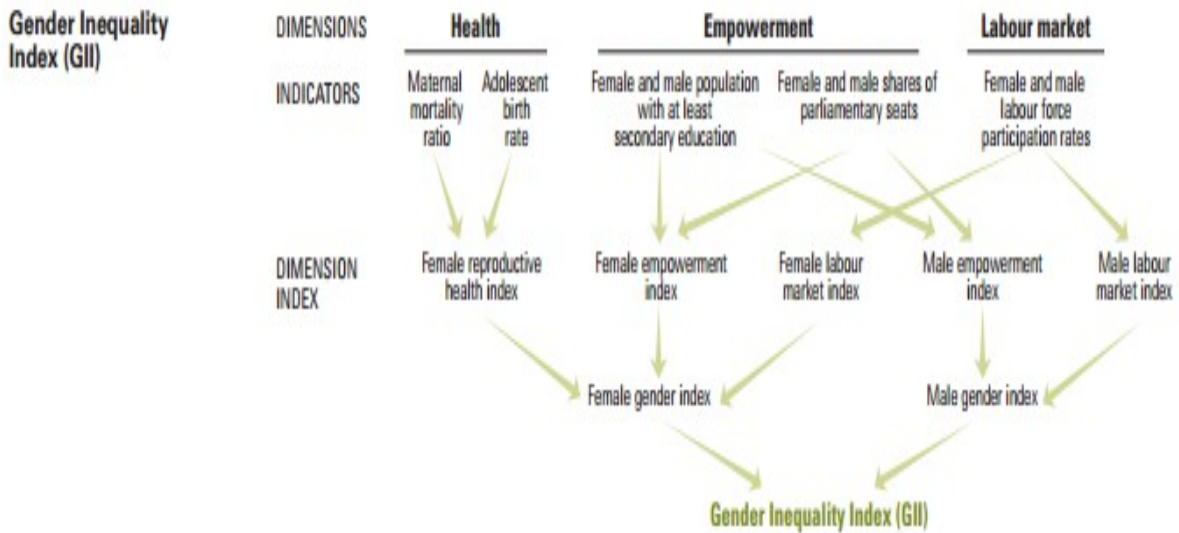 Gender Inequality
Index (GII)
DIMENSIONS
Health
Empowerment
Labour market
INDICATORS
Maternal
mortality
ratio
Adolescent
birth
rate
Female and male population
with at least
secondary education
Female and male shares of
parliamentary seats
Female and male
labour force
participation rates
DIMENSION
INDEX
Female reproductive
health index
Female empowerment
index
Female labour
market index
Male empowerment
index
Male labour
market index
Female gender index
Male gender index
Gender Inequality Index (GII)